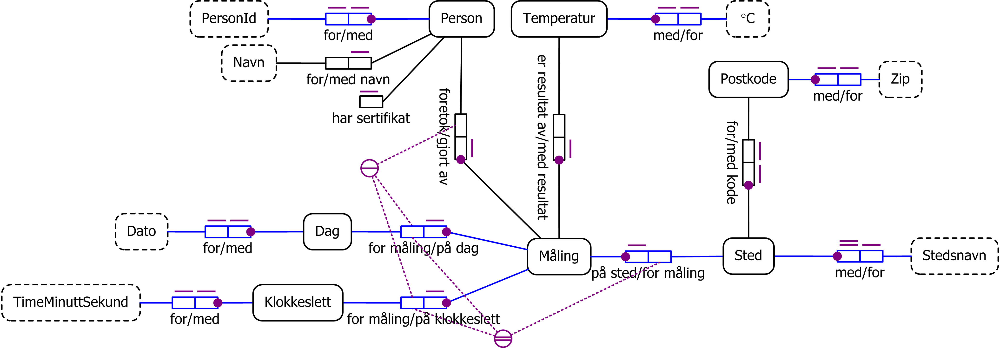 PersonId
for/med
Person
Temperatur
med/for
°C
Navn
for/med navn
har sertifikat
foretok/gjort av
er resultat av/med resultat
Postkode
med/for
Zip
for/med kode
Dato
for/med
Dag
for måling/på dag
Måling
på sted/for måling
Sted
med/for
Stedsnavn
TimeMinuttSekund
for/med
Klokkeslett
for måling/på klokkeslett